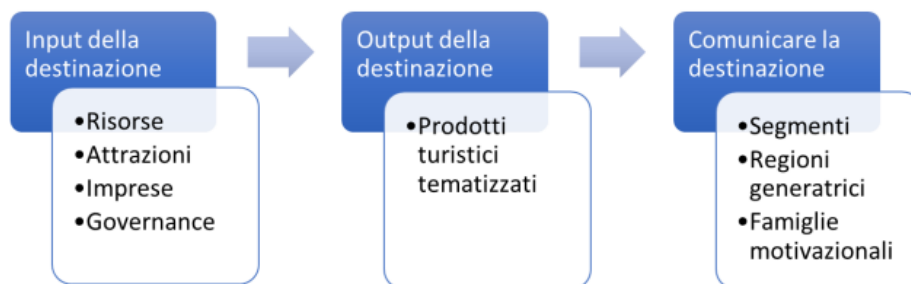 Input della
destinazione
•Risorse
•Attrazioni
•Imprese
•Governance
Output della
destinazione
•Prodotti
turistici
tematizzati
Comunicare la
destinazione
•Segmenti
•Regioni
generatrici
•Famiglie
motivazionali